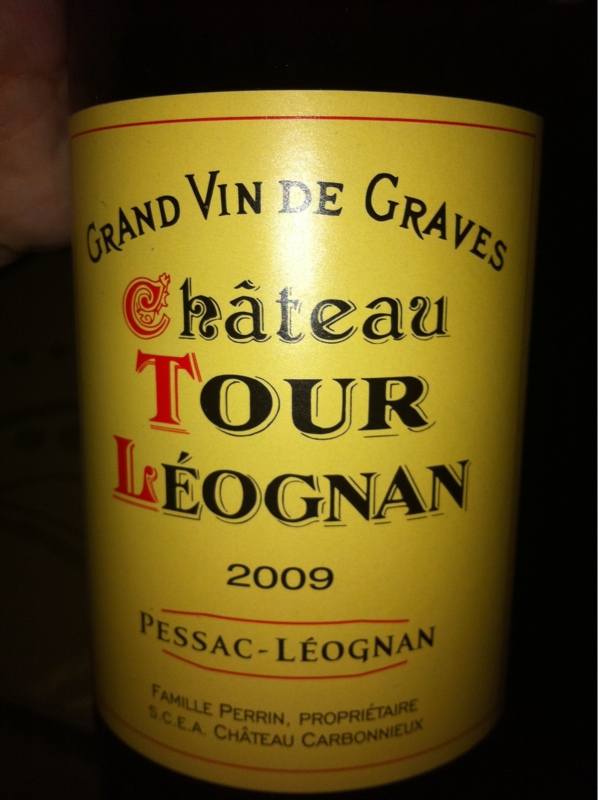 GRAND VIN DE GRAVES
Château
TOUR
LÉOGNAN
2009
PESSAC-LÉOGNAN
FAMILLE PERRIN, PROPRIÉTAIRE
S.C.E.A. CHÂTEAU CARBONNIEUX